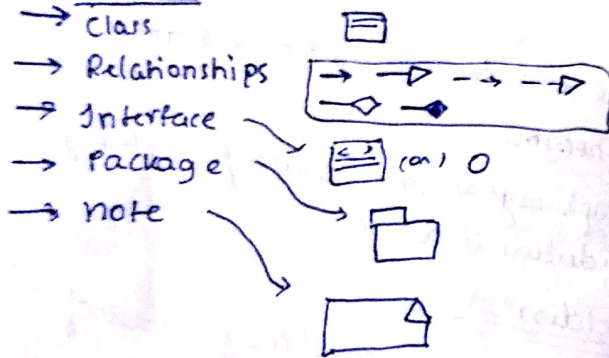 → Class
→ Relationships
→ Interface
< > (or) O
→ Package
→ note